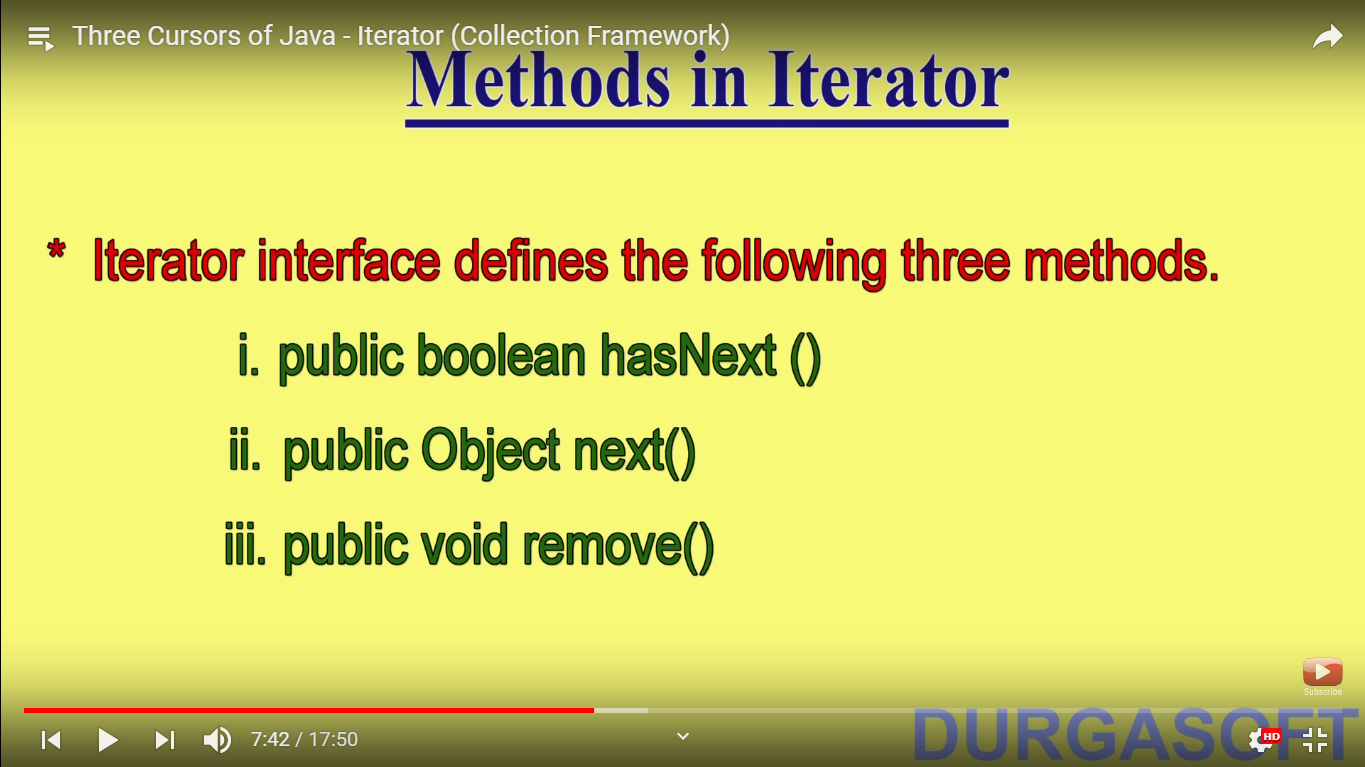 Three Cursors of Java - Iterator (Collection Framework)
Methods in Iterator
* Iterator interface defines the following three methods.
i. public boolean hasNext ()
ii. public Object next()
iii. public void remove()
Subscribe
DURGASOFT
7:42 / 17:50
HD